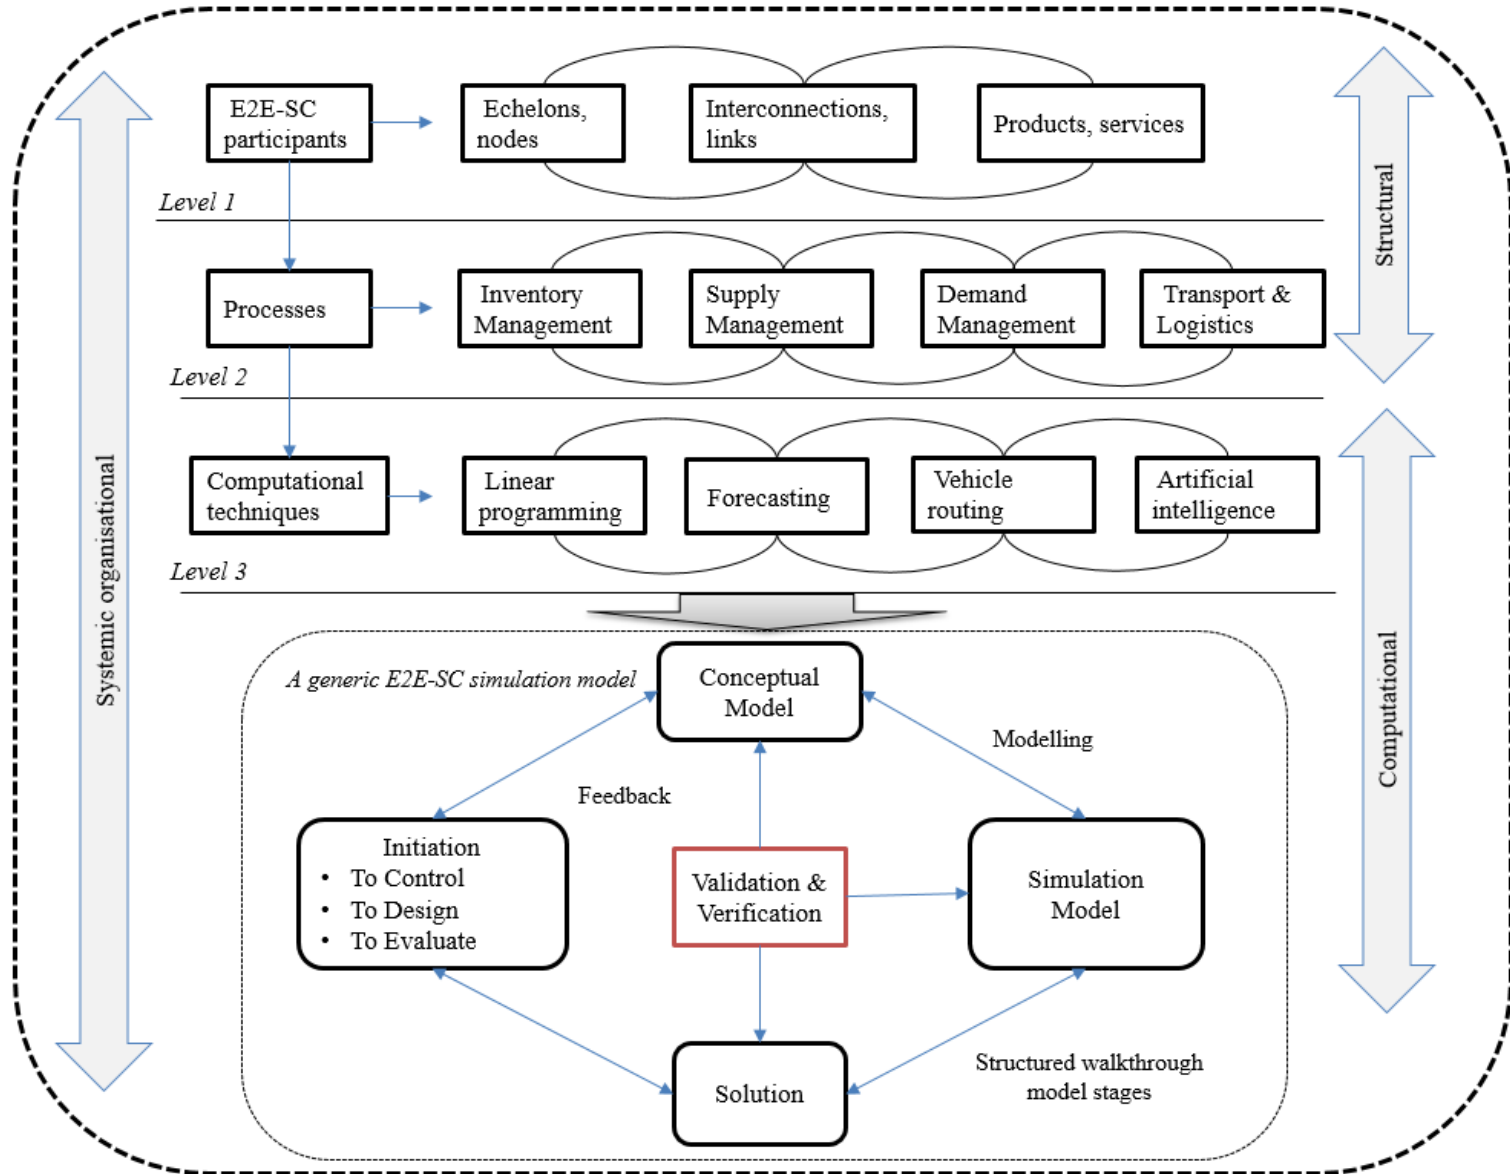 E2E-SC
participants
Echelons,
nodes
Interconnections,
links
Products, services
Level 1
Structural
Processes
Inventory
Management
Supply
Management
Demand
Management
Transport &
Logistics
Level 2
Computational
techniques
Linear
programming
Forecasting
Vehicle
routing
Artificial
intelligence
Level 3
Systemic organisational
Computational
A generic E2E-SC simulation model
Conceptual
Model
Modelling
Feedback
Initiation
• To Control
• To Design
• To Evaluate
Validation &
Verification
Simulation
Model
Solution
Structured walkthrough
model stages